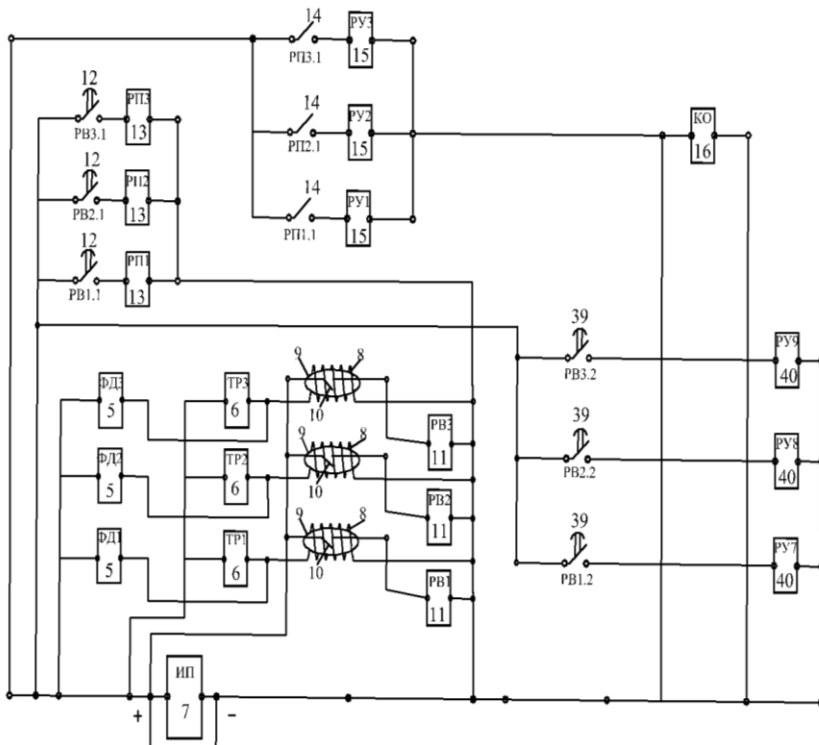 14
РУ3
15
РП3.1
12
РП3
13
РВ3.1
14
РУ2
15
РП2.1
КО
16
12
РП2
13
РВ2.1
14
РУ1
15
РП1.1
12
РП1
13
РВ1.1
39
РУ9
40
РВ3.2
ФД3
5
ТР3
6
9
8
10
РВ3
11
39
РУ8
40
РВ2.2
ФД2
5
ТР2
6
9
8
10
РВ2
11
39
РУ7
40
РВ1.2
ФД1
5
ТР1
6
9
8
10
РВ1
11
ИП
7
+
−